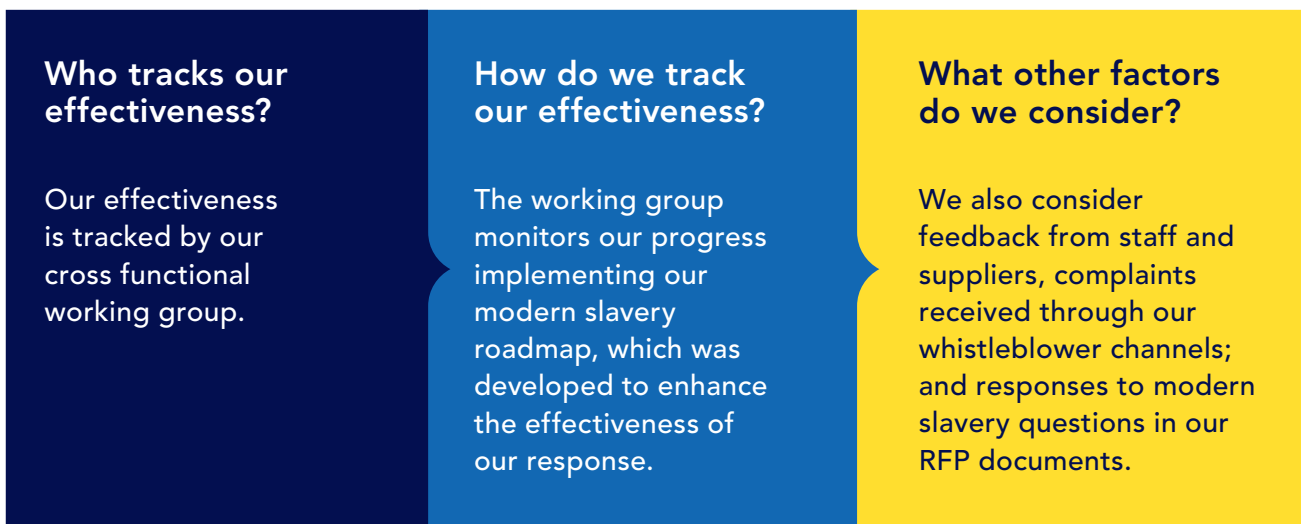 Who tracks our
effectiveness?
Our effectiveness
is tracked by our
cross functional
working group.
How do we track
our effectiveness?
The working group
monitors our progress
implementing our
modern slavery
roadmap, which was
developed to enhance
the effectiveness of
our response.
What other factors
do we consider?
We also consider
feedback from staff and
suppliers, complaints
received through our
whistleblower channels;
and responses to modern
slavery questions in our
RFP documents.